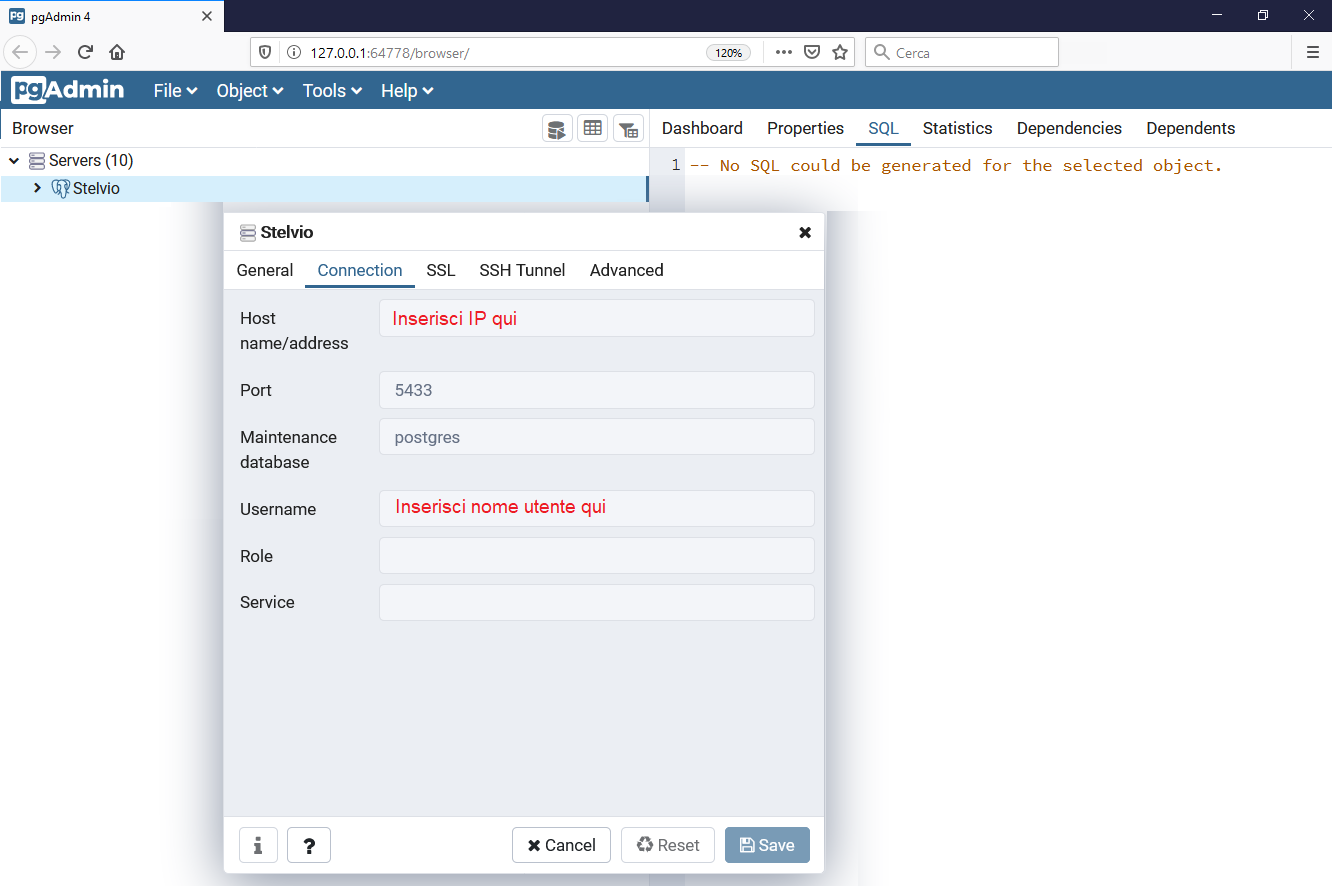 pgAdmin 4
127.0.0.1:64778/browser/
120%
Cerca
pgAdmin
File
Object
Tools
Help
Browser
Dashboard
Properties
SQL
Statistics
Dependencies
Dependents
Servers (10)
1
-- No SQL could be generated for the selected object.
Stelvio
Stelvio
General
Connection
SSL
SSH Tunnel
Advanced
Host
name/address
Inserisci IP qui
Port
5433
Maintenance
database
postgres
Username
Inserisci nome utente qui
Role
Service
i
?
Cancel
Reset
Save